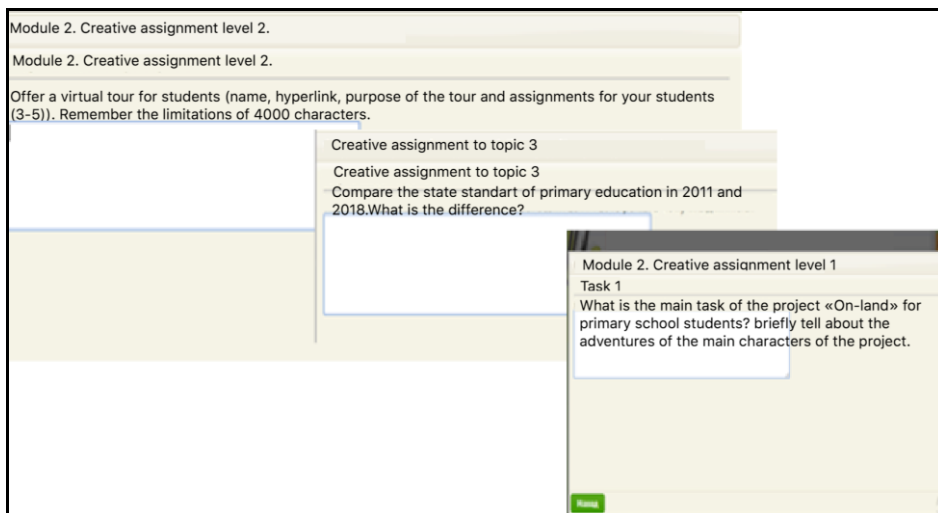 Module 2. Creative assignment level 2.
Module 2. Creative assignment level 2.
Offer a virtual tour for students (name, hyperlink, purpose of the tour and assignments for your students
(3-5)). Remember the limitations of 4000 characters.
Creative assignment to topic 3
Creative assignment to topic 3
Compare the state standart of primary education in 2011 and
2018.What is the difference?
Module 2. Creative assignment level 1
Task 1
What is the main task of the project «On-land» for
primary school students? briefly tell about the
adventures of the main characters of the project.
Назад